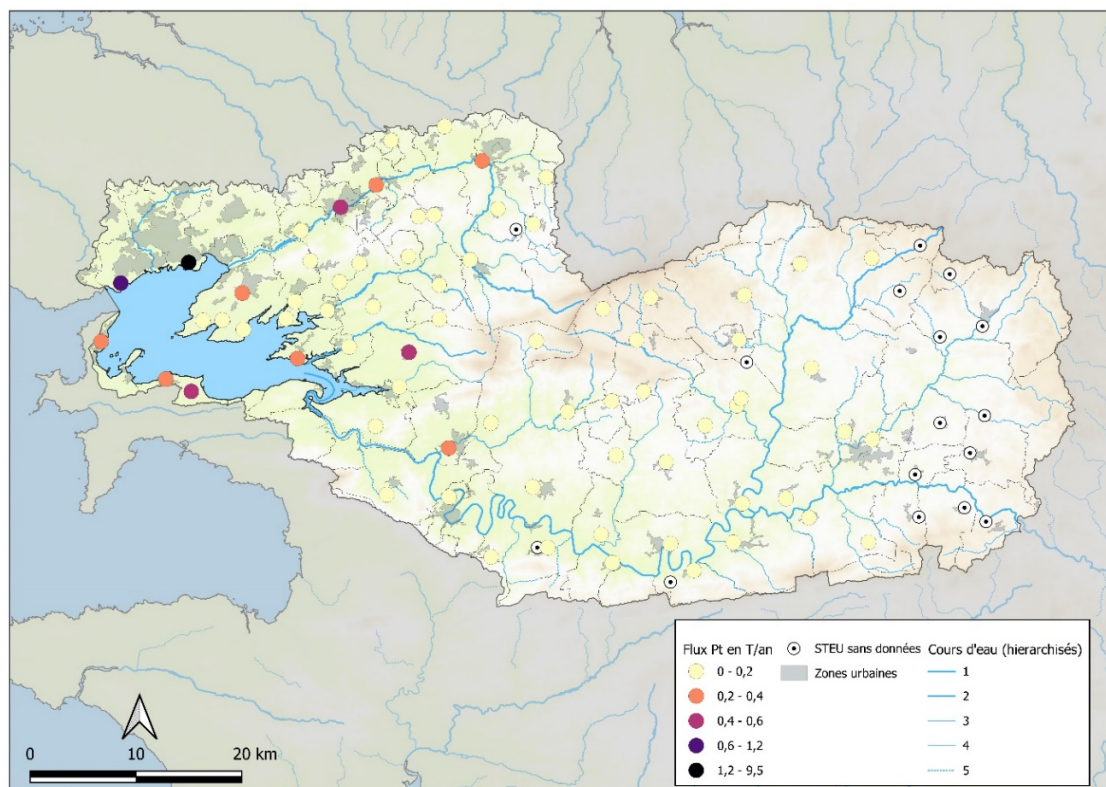 Flux Pt en T/an
0 - 0,2
0,2 - 0,4
0,4 - 0,6
0,6 - 1,2
1,2 - 9,5
STEU sans données
Zones urbaines
Cours d'eau (hierarchisés)
1
2
3
4
5
0 10 20 km